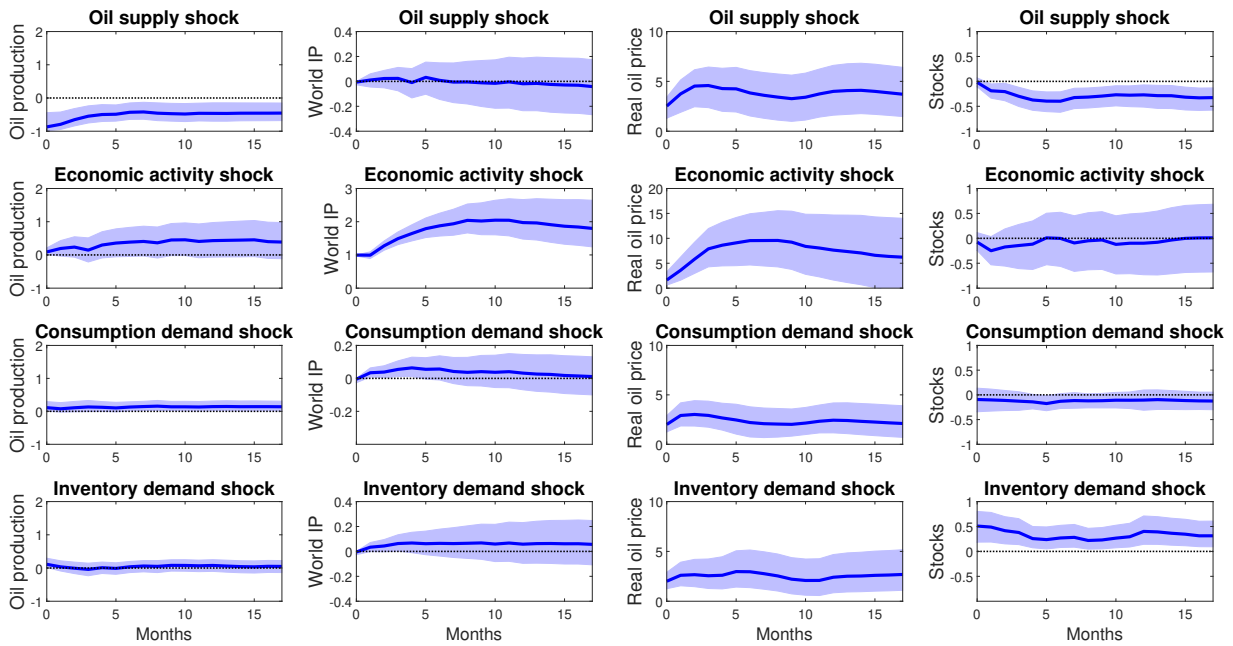 Oil supply shock
Oil production
2
1
0
-1
0 5 10 15
Oil supply shock
World IP
0.4
0.2
0
-0.2
-0.4
0 5 10 15
Oil supply shock
Real oil price
10
5
0
0 5 10 15
Oil supply shock
Stocks
1
0.5
0
-0.5
-1
0 5 10 15
Economic activity shock
Oil production
2
1
0
-1
0 5 10 15
Economic activity shock
World IP
3
2
1
0
0 5 10 15
Economic activity shock
Real oil price
20
15
10
5
0
0 5 10 15
Economic activity shock
Stocks
1
0.5
0
-0.5
-1
0 5 10 15
Consumption demand shock
Oil production
2
1
0
-1
0 5 10 15
Consumption demand shock
World IP
0.2
0
-0.2
0 5 10 15
Consumption demand shock
Real oil price
10
5
0
0 5 10 15
Consumption demand shock
Stocks
1
0.5
0
-0.5
-1
0 5 10 15
Inventory demand shock
Oil production
2
1
0
-1
0 5 10 15
Months
Inventory demand shock
World IP
0.4
0.2
0
-0.2
-0.4
0 5 10 15
Months
Inventory demand shock
Real oil price
10
5
0
0 5 10 15
Months
Inventory demand shock
Stocks
1
0.5
0
-0.5
0 5 10 15
Months